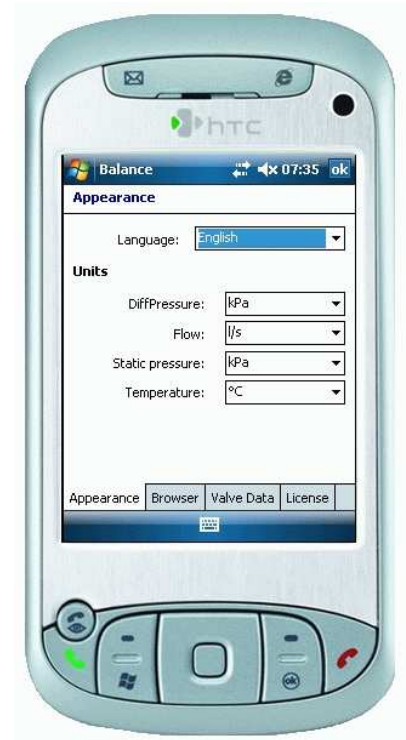 hTC
Balance 07:35 ok
Appearance
Language: English
Units
DiffPressure: kPa
Flow: l/s
Static pressure: kPa
Temperature: °C
Appearance Browser Valve Data License
ok